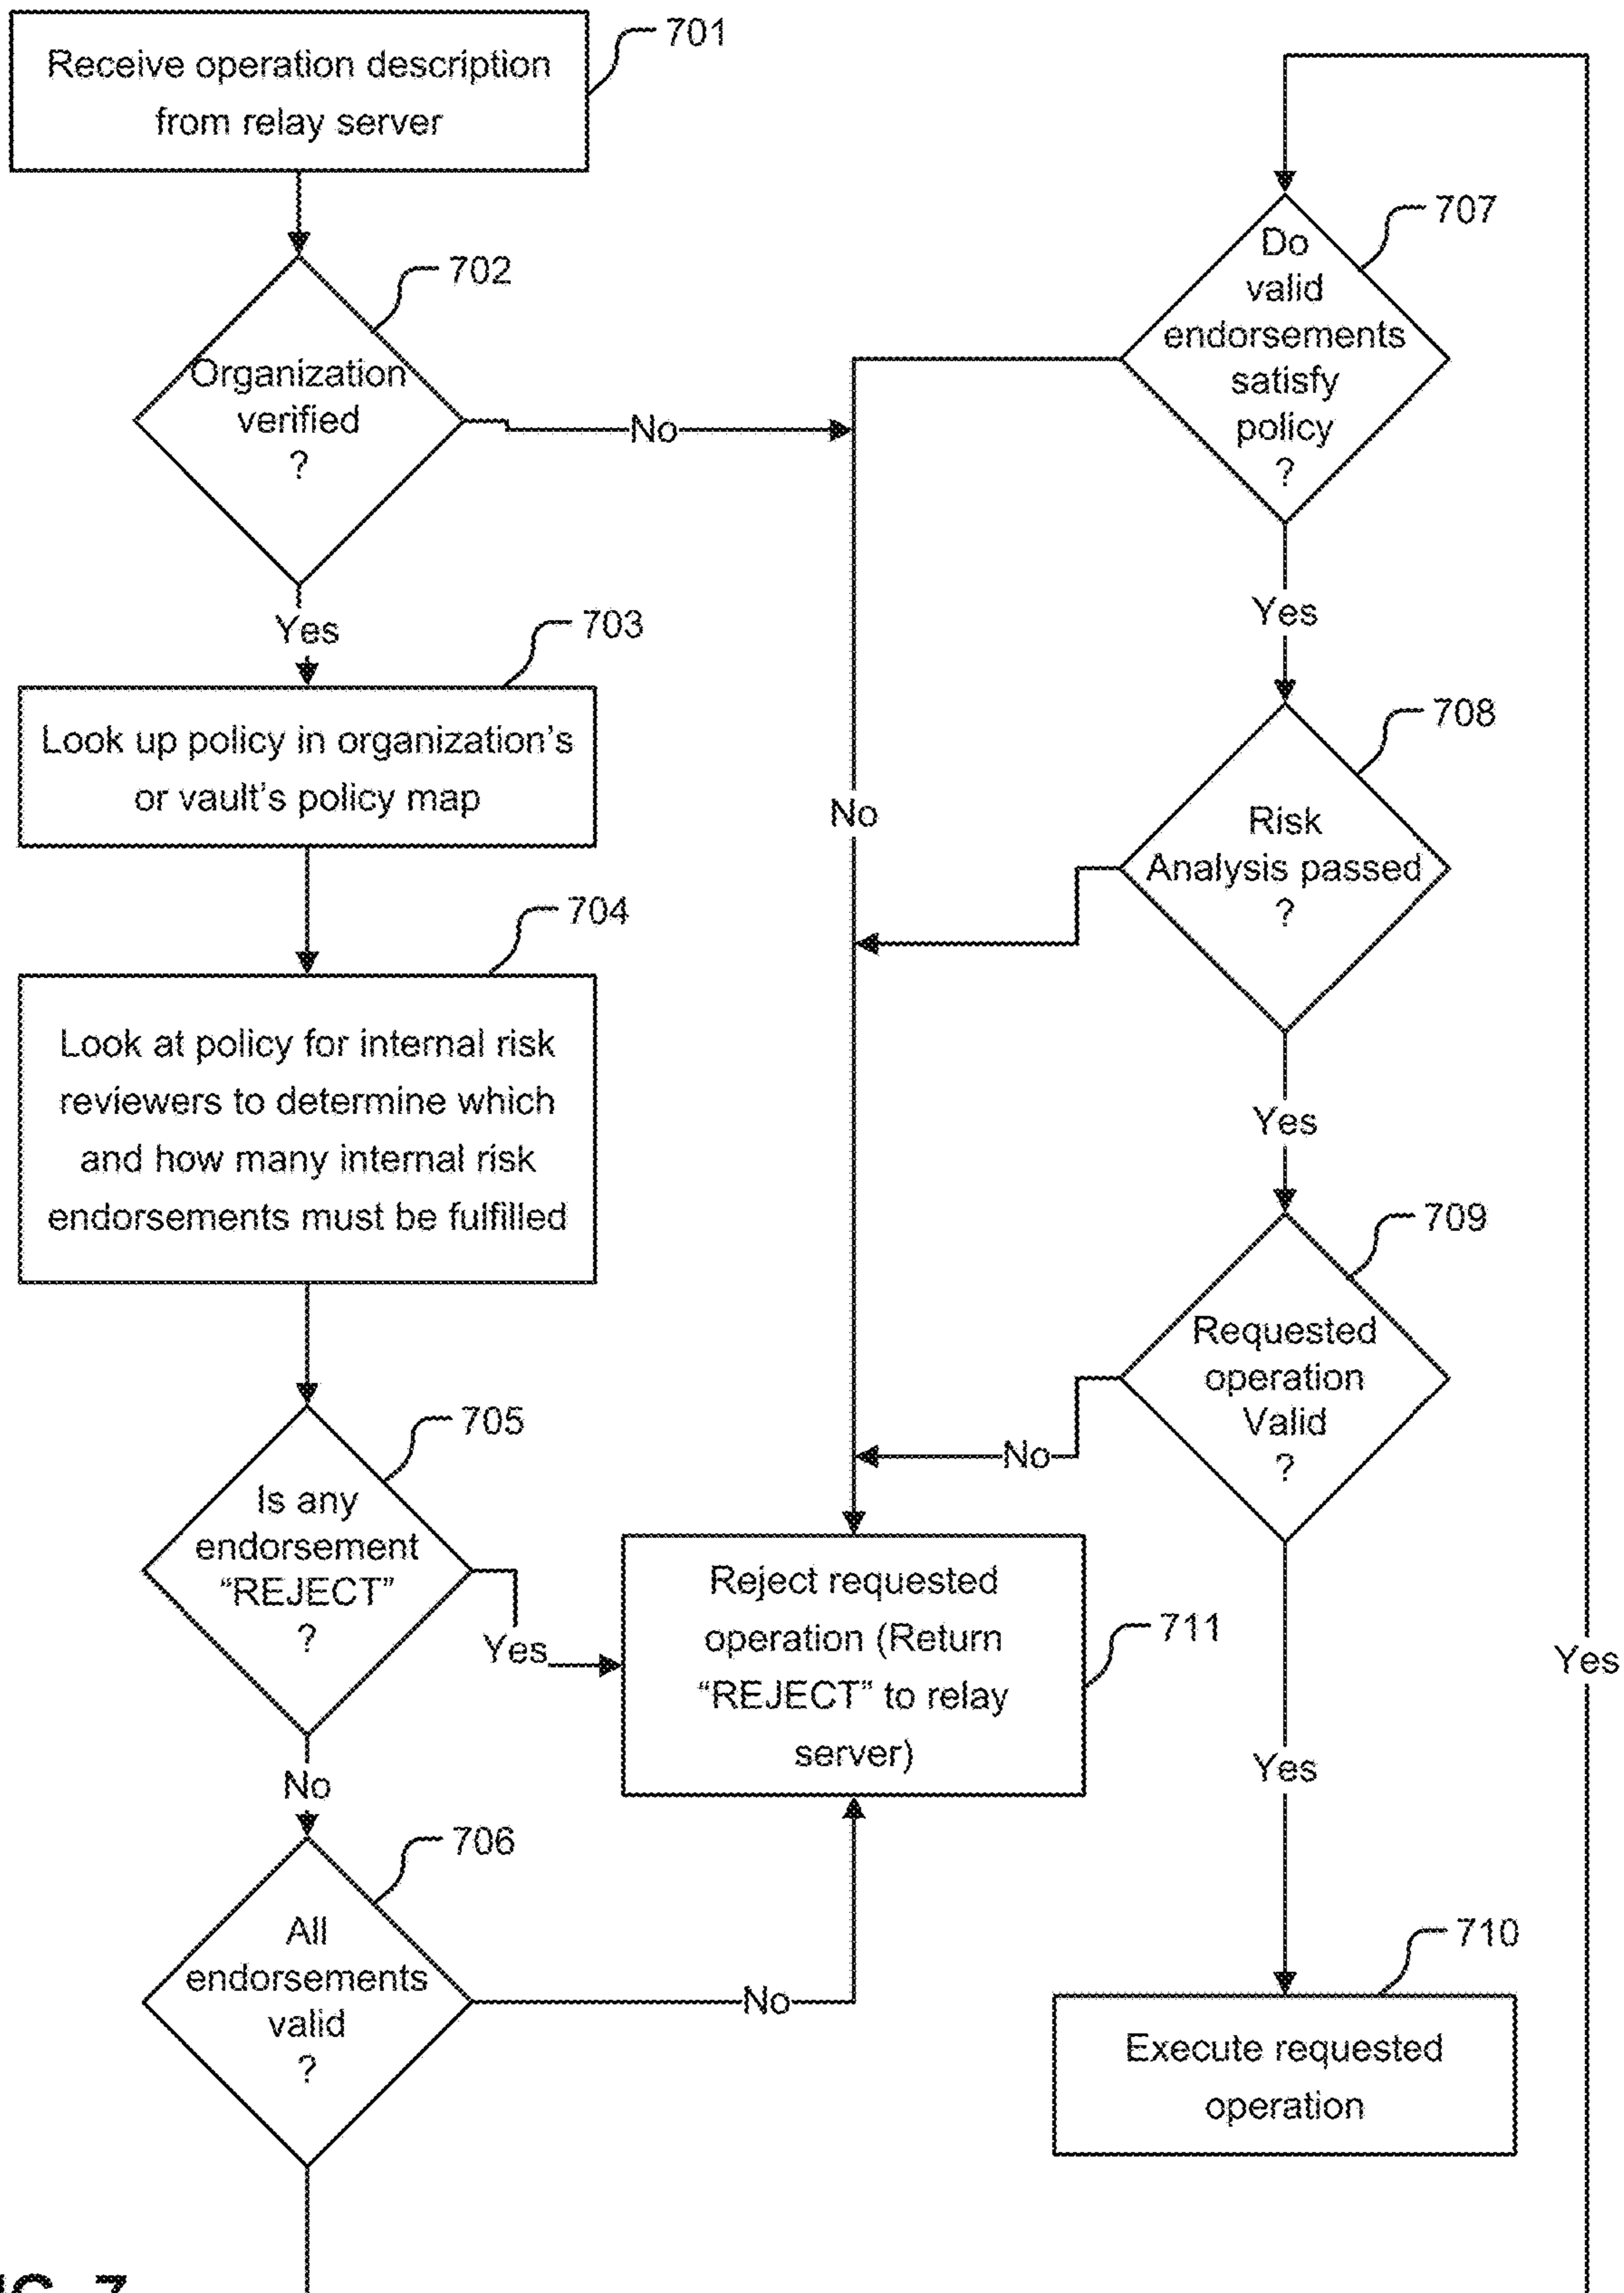 701
Receive operation description
from relay server
702
Organization
verified
?
No
Yes
703
Look up policy in organization's
or vault's policy map
704
Look at policy for internal risk
reviewers to determine which
and how many internal risk
endorsements must be fulfilled
705
Is any
endorsement
“REJECT”
?
Yes
No
706
All
endorsements
valid
?
No
Yes
707
Do
valid
endorsements
satisfy
policy
?
No
Yes
708
Risk
Analysis passed
?
Yes
709
Requested
operation
Valid
?
No
Yes
710
Execute requested
operation
711
Reject requested
operation (Return
“REJECT” to relay
server)